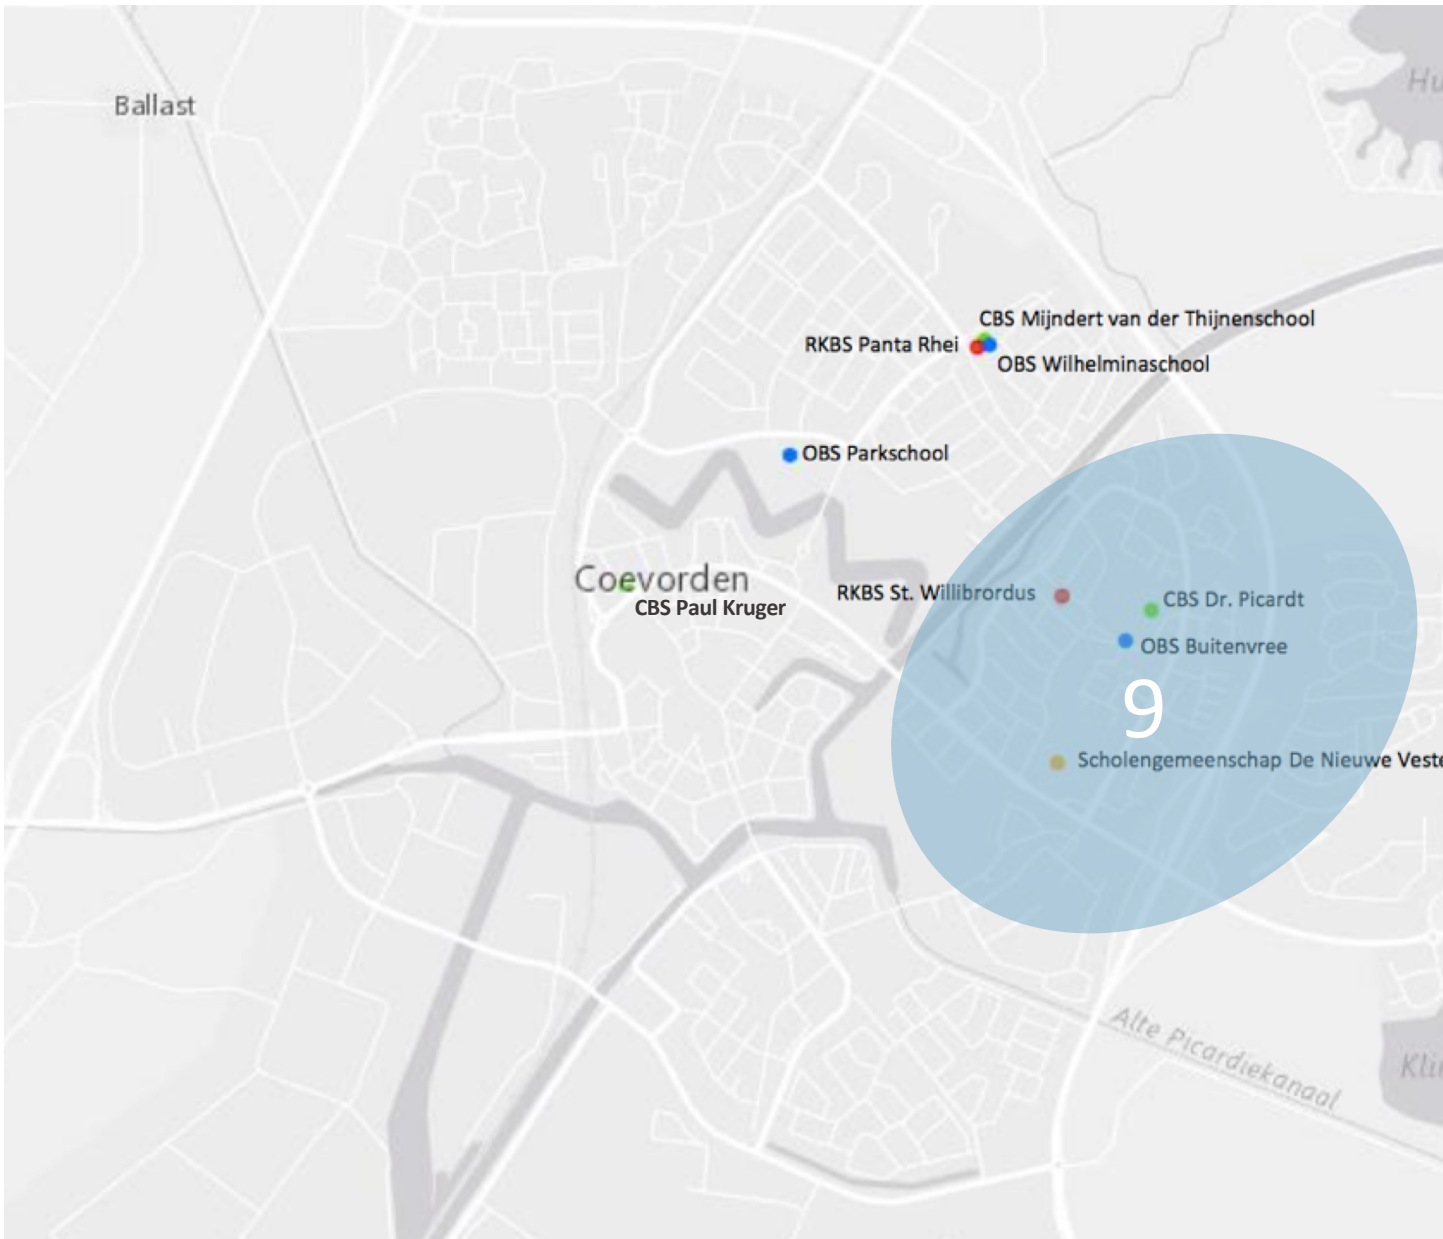 Ballast
Hu
CBS Mijndert van der Thijnenschool
RKBS Panta Rhei
OBS Wilhelminaschool
OBS Parkschool
Coevorden
CBS Paul Kruger
RKBS St. Willibrordus
CBS Dr. Picardt
OBS Buitenvree
9
Scholengemeenschap De Nieuwe Veste
Alte Picardiekanaal